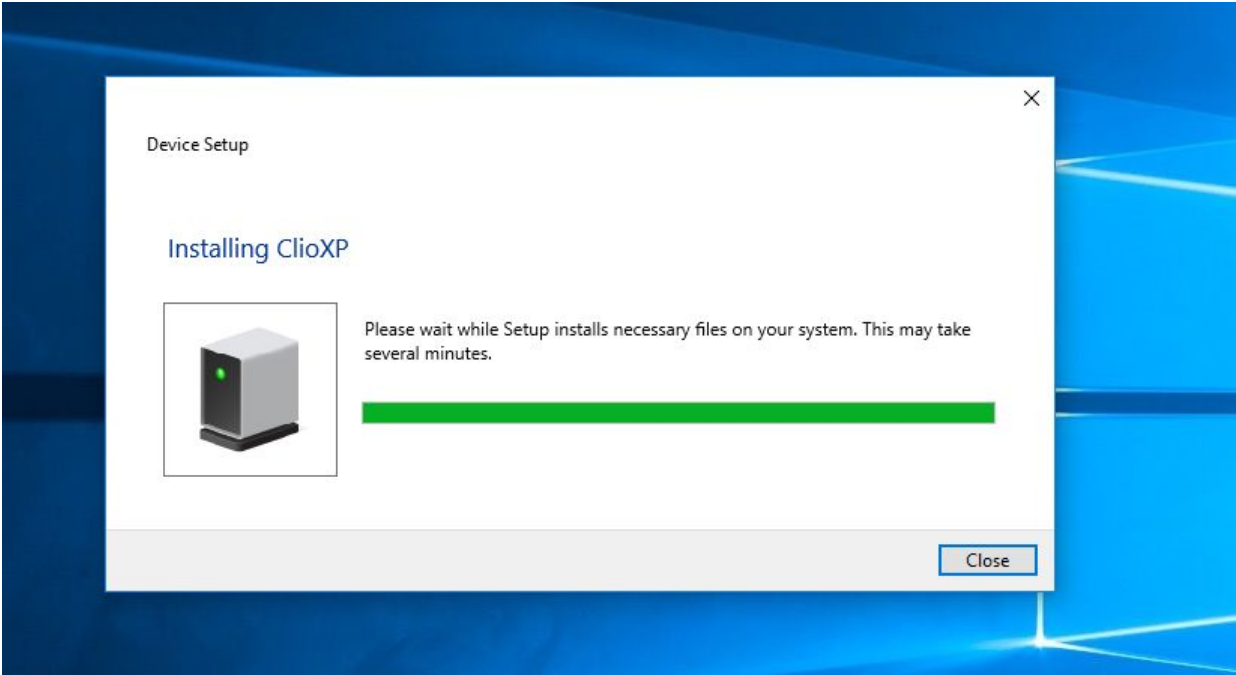 Device Setup
Installing ClioXP
Please wait while Setup installs necessary files on your system. This may take
several minutes.
Close